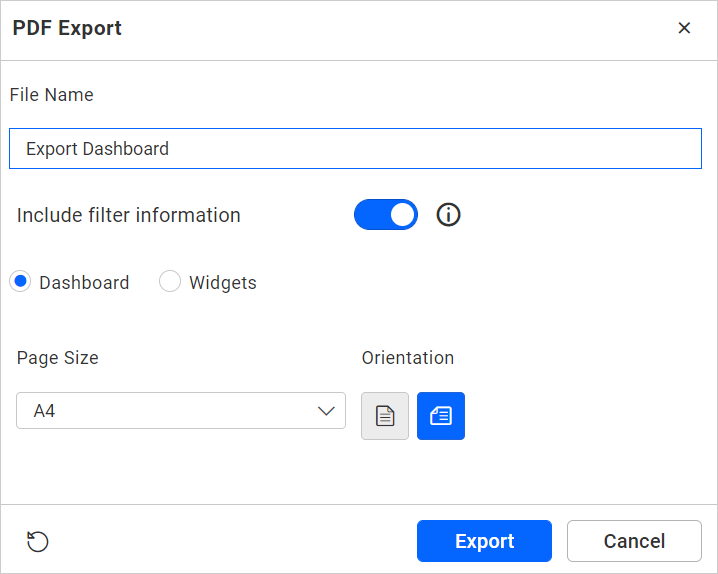 PDF Export
File Name
Export Dashboard
Include filter information
Dashboard Widgets
Page Size Orientation
A4
Export Cancel